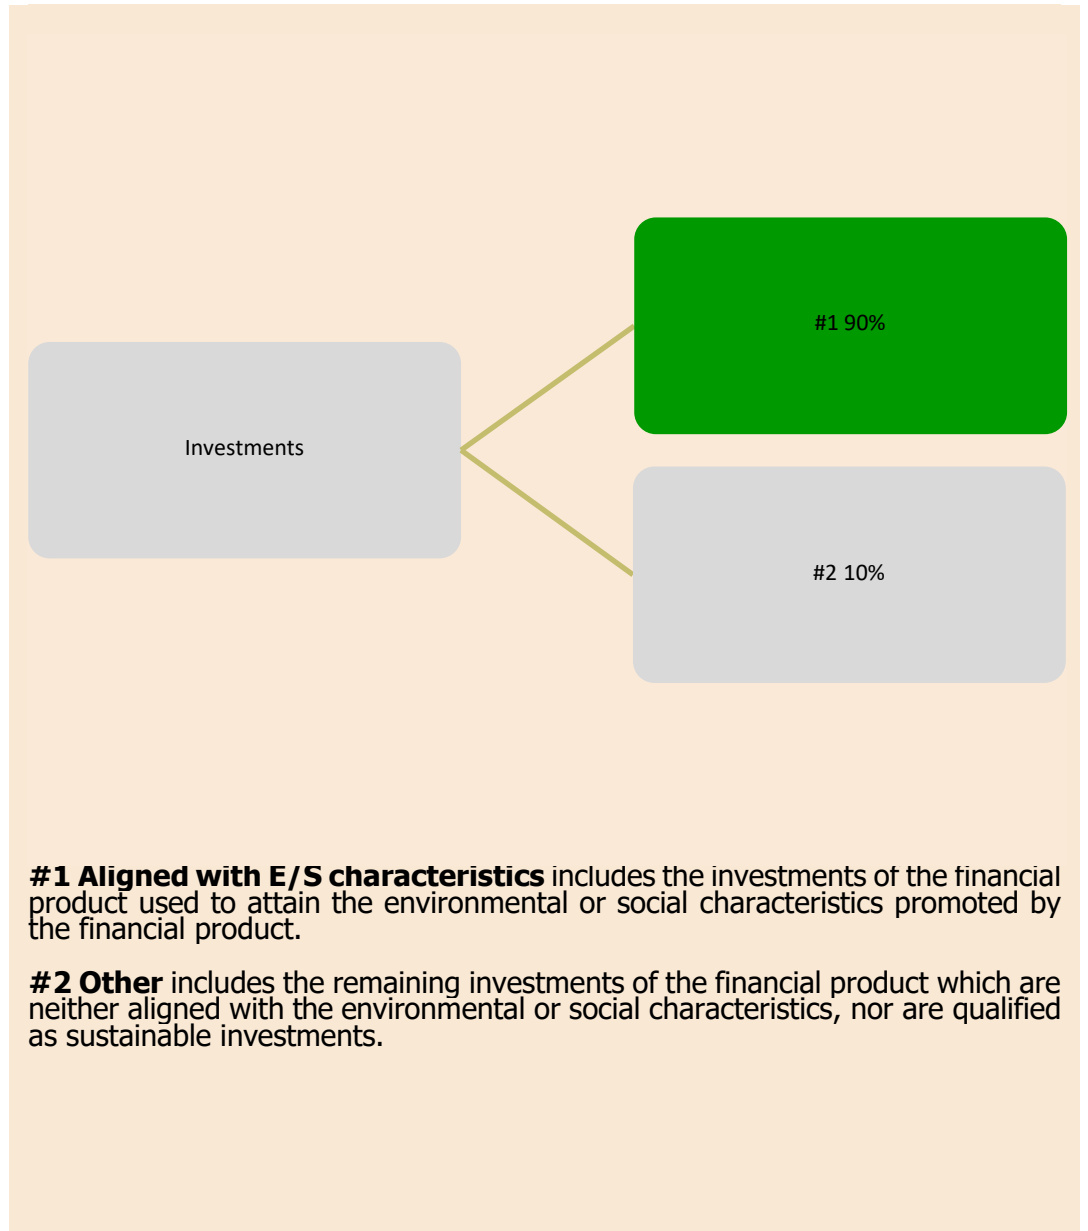 #1 90%
Investments
#2 10%
#1 Aligned with E/S characteristics includes the investments of the financial
product used to attain the environmental or social characteristics promoted by
the financial product.
#2 Other includes the remaining investments of the financial product which are
neither aligned with the environmental or social characteristics, nor are qualified
as sustainable investments.